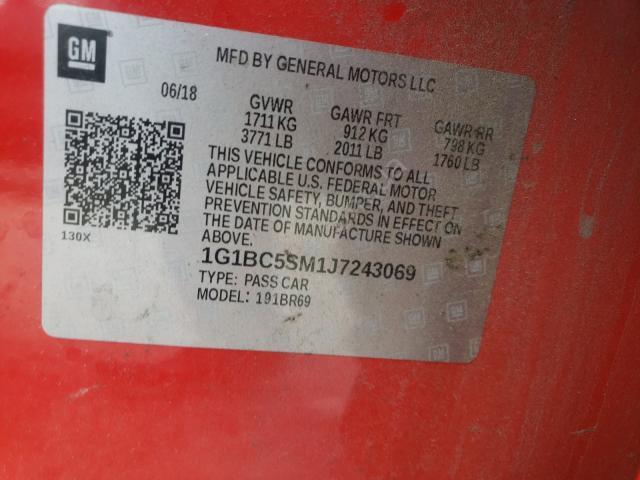 GM
MFD BY GENERAL MOTORS LLC
06/18
GVWR GAWR FRT GAWR RR
1711 KG 912 KG 798 KG
3771 LB 2011 LB 1760 LB
THIS VEHICLE CONFORMS TO ALL
APPLICABLE U.S. FEDERAL MOTOR
VEHICLE SAFETY, BUMPER, AND THEFT
PREVENTION STANDARDS IN EFFECT ON
THE DATE OF MANUFACTURE SHOWN
ABOVE.
130X
1G1BC5SM1J7243069
TYPE: PASS CAR
MODEL: 191BR69